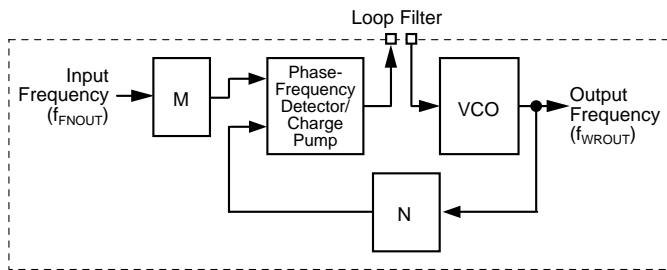 Loop Filter
Input
Frequency
(fFNOUT)
M
Phase-
Frequency
Detector/
Charge
Pump
VCO
Output
Frequency
(fWROUT)
N